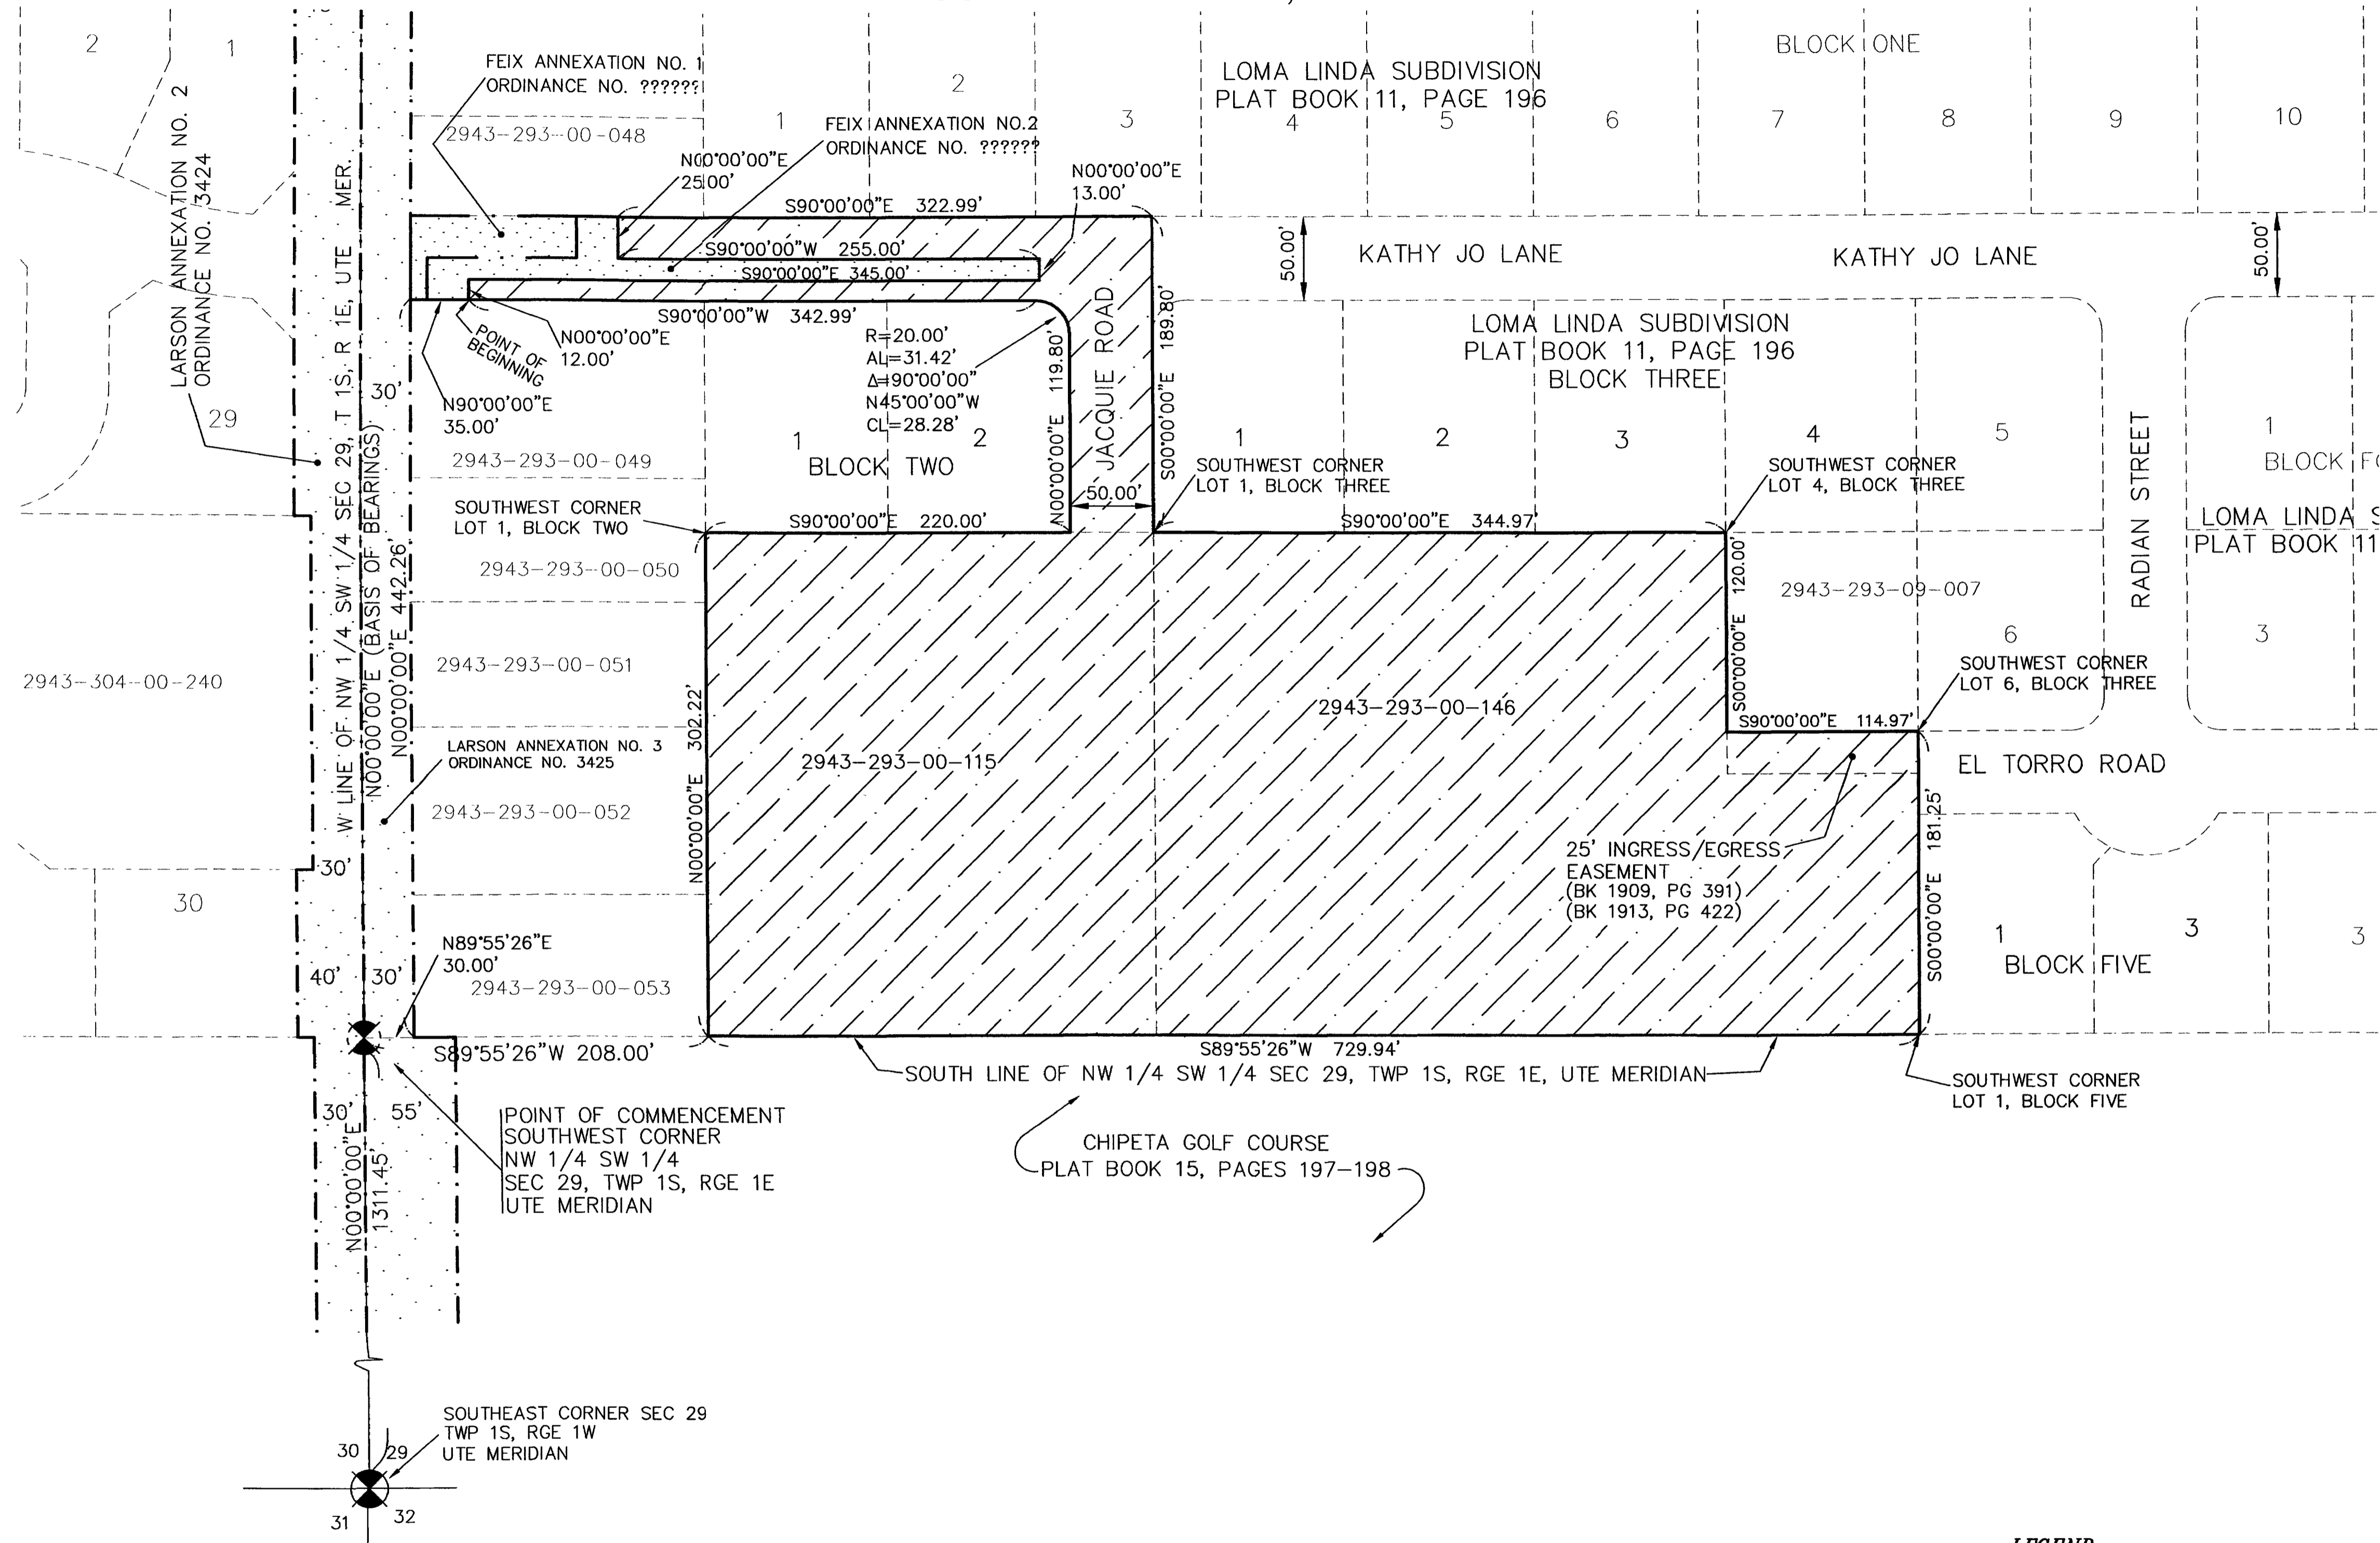 2
1
FEIX ANNEXATION NO. 1
ORDINANCE NO. ??????
2
LOMA LINDA SUBDIVISION
PLAT BOOK 11, PAGE 196
BLOCK ONE
2943-293-00-048
1
FEIX ANNEXATION NO.2
ORDINANCE NO. ??????
3
4
5
6
7
8
9
10
LARSON ANNEXATION NO. 2
ORDINANCE NO. 3424
N00°00'00"E
25.00'
N00°00'00"E
13.00'
S90°00'00"E 322.99'
S90°00'00"W 255.00'
S90°00'00"E 345.00'
S90°00'00"W 342.99'
50.00'
KATHY JO LANE
KATHY JO LANE
50.00'
POINT OF
BEGINNING
N00°00'00"E
12.00'
R=20.00'
AL=31.42'
Δ=90°00'00"
N45°00'00"W
CL=28.28'
N00°00'00"E 119.80'
JACQUIE ROAD
S00°00'00"E 189.80'
LOMA LINDA SUBDIVISION
PLAT BOOK 11, PAGE 196
BLOCK THREE
30'
N90°00'00"E
35.00'
29
W LINE OF NW 1/4 SW 1/4 SEC 29, T 1S, R 1E, UTE MER.
N00°00'00"E (BASIS OF BEARINGS)
N00°00'00"E 442.26'
2943-293-00-049
1
2
BLOCK TWO
1
2
3
4
5
RADIAN STREET
1
BLOCK F
SOUTHWEST CORNER
LOT 1, BLOCK THREE
SOUTHWEST CORNER
LOT 4, BLOCK THREE
50.00'
SOUTHWEST CORNER
LOT 1, BLOCK TWO
S90°00'00"E 220.00'
S90°00'00"E 344.97'
LOMA LINDA S
PLAT BOOK 11
2943-293-00-050
S00°00'00"E 120.00'
2943-293-09-007
6
3
2943-304-00-240
2943-293-00-051
SOUTHWEST CORNER
LOT 6, BLOCK THREE
2943-293-00-146
S90°00'00"E 114.97'
N00°00'00"E 302.22'
LARSON ANNEXATION NO. 3
ORDINANCE NO. 3425
2943-293-00-115
EL TORRO ROAD
2943-293-00-052
S00°00'00"E 181.25'
25' INGRESS/EGRESS
EASEMENT
(BK 1909, PG 391)
(BK 1913, PG 422)
30'
30
1
3
3
BLOCK FIVE
N89°55'26"E
30.00'
40'
30'
2943-293-00-053
S89°55'26"W 208.00'
S89°55'26"W 729.94'
SOUTH LINE OF NW 1/4 SW 1/4 SEC 29, TWP 1S, RGE 1E, UTE MERIDIAN
SOUTHWEST CORNER
LOT 1, BLOCK FIVE
30'
55'
N00°00'00"E
1311.45'
POINT OF COMMENCEMENT
SOUTHWEST CORNER
NW 1/4 SW 1/4
SEC 29, TWP 1S, RGE 1E
UTE MERIDIAN
CHIPETA GOLF COURSE
PLAT BOOK 15, PAGES 197-198
SOUTHEAST CORNER SEC 29
TWP 1S, RGE 1W
UTE MERIDIAN
30
29
31
32
LEGEND